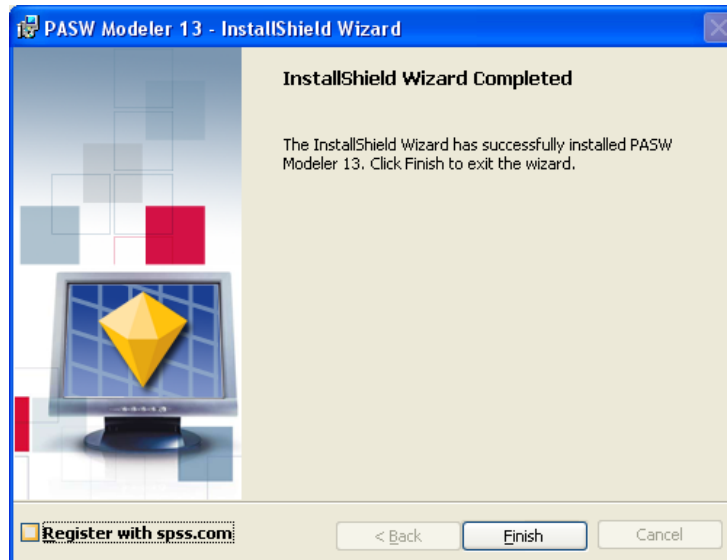 PASW Modeler 13 - InstallShield Wizard
InstallShield Wizard Completed
The InstallShield Wizard has successfully installed PASW
Modeler 13. Click Finish to exit the wizard.
Register with spss.com
< Back
Finish
Cancel